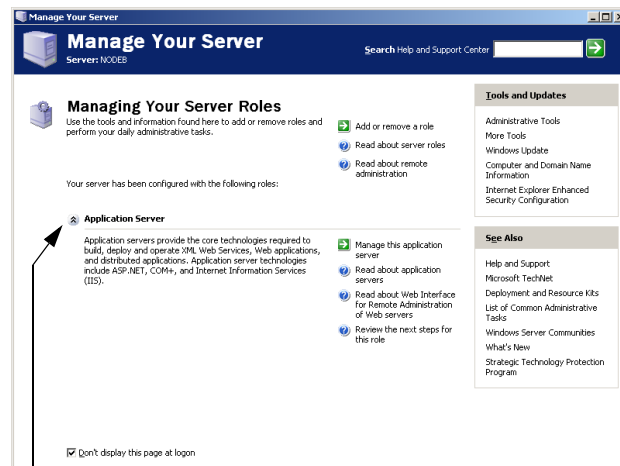 Manage Your Server
Manage Your Server
Server: NODEB
Search Help and Support Center
Managing Your Server Roles
Use the tools and information found here to add or remove roles and
perform your daily administrative tasks.
Your server has been configured with the following roles:
Add or remove a role
Read about server roles
Read about remote
administration
Application Server
Application servers provide the core technologies required to
build, deploy and operate XML Web Services, Web applications,
and distributed applications. Application server technologies
include ASP.NET, COM+, and Internet Information Services
(IIS).
Manage this application
server
Read about application
servers
Read about Web Interface
for Remote Administration
of Web servers
Review the next steps for
this role
Tools and Updates
Administrative Tools
More Tools
Windows Update
Computer and Domain Name
Information
Internet Explorer Enhanced
Security Configuration
See Also
Help and Support
Microsoft TechNet
Deployment and Resource Kits
List of Common Administrative
Tasks
Windows Server Communities
What's New
Strategic Technology Protection
Program
Don't display this page at logon